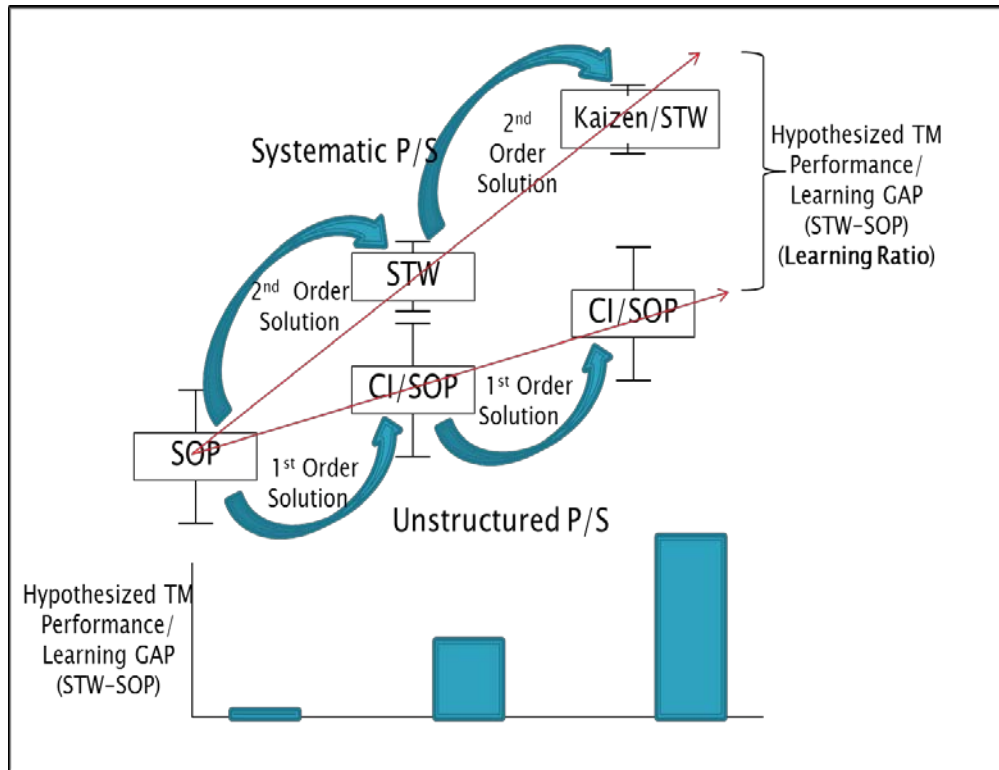 Systematic P/S
2nd
Order
Solution
Kaizen/STW
Hypothesized TM
Performance/
Learning GAP
(STW-SOP)
(Learning Ratio)
2nd Order
Solution
STW
CI/SOP
CI/SOP
1st Order
Solution
SOP
1st Order
Solution
Unstructured P/S
Hypothesized TM
Performance/
Learning GAP
(STW-SOP)